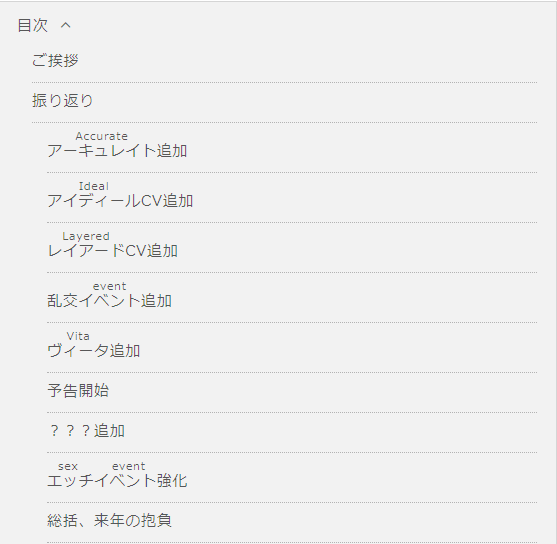 目次
ご挨拶
振り返り
Accurate
アーキュレイト追加
Ideal
アイディールCV追加
Layered
レイアードCV追加
event
乱交イベント追加
Vita
ヴィータ追加
予告開始
？？？追加
sex event
エッチイベント強化
総括、来年の抱負